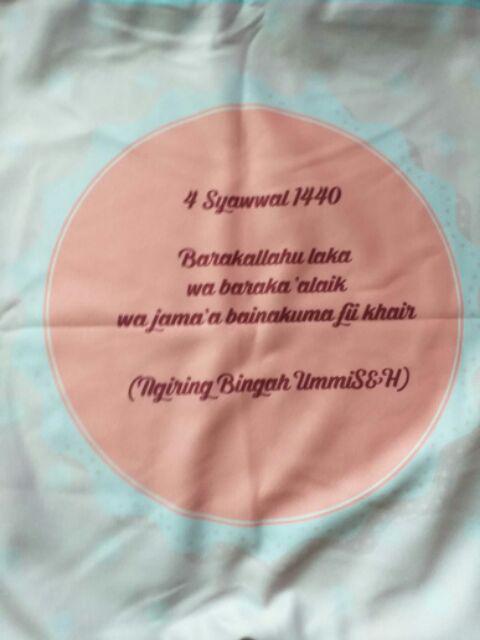 4 Syawwal 1440
Barakallahu laka
wa baraka 'alaik
wa jama'a bainakuma fii khair
(Ngiring Bingah UmmiS&H)